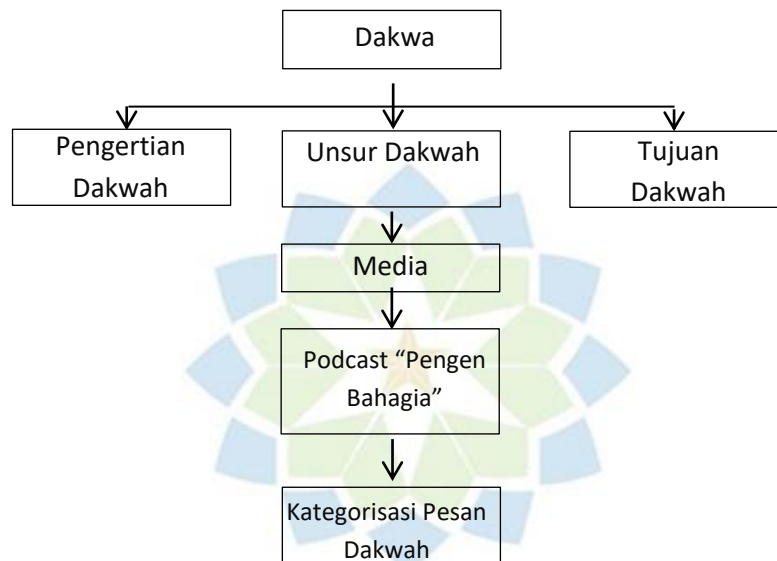 Dakwa
Pengertian
Dakwah
Unsur Dakwah
Tujuan
Dakwah
Media
Podcast “Pengen
Bahagia”
Kategorisasi Pesan
Dakwah